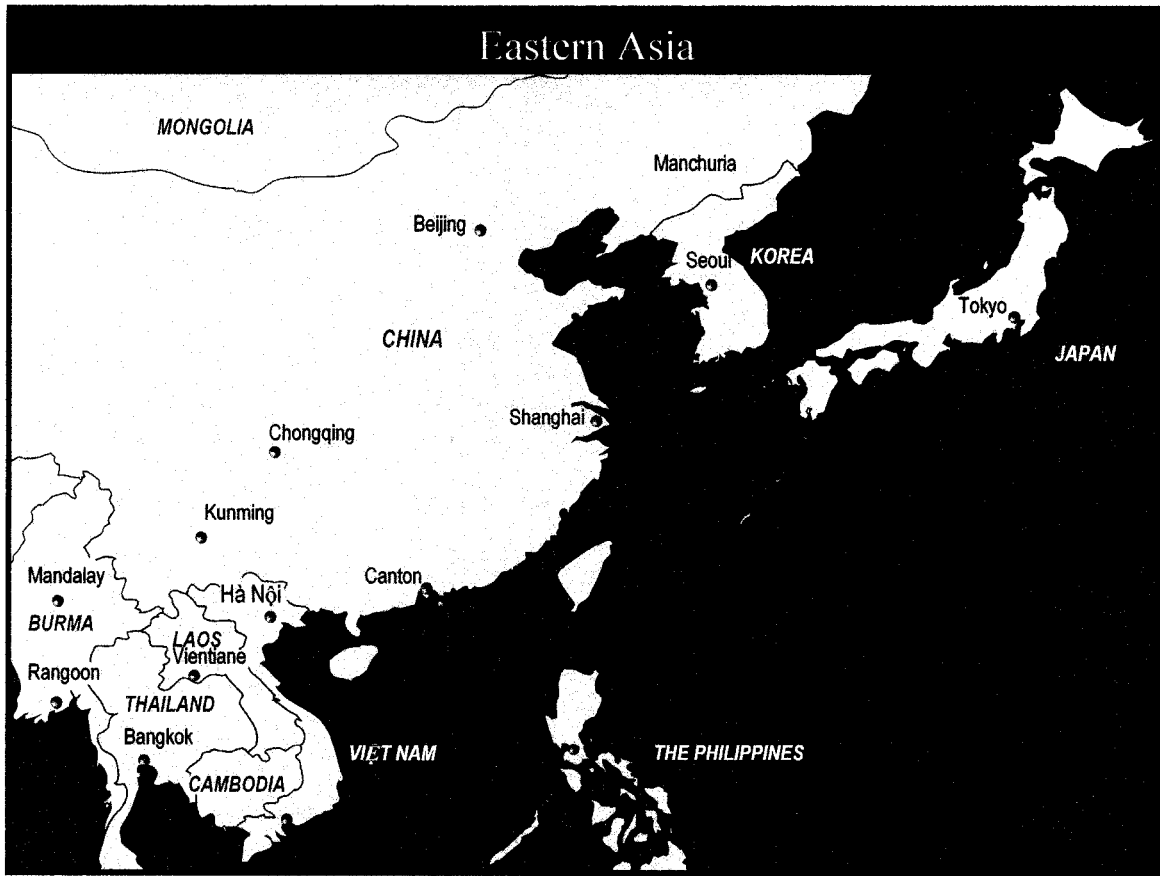 Eastern Asia
MONGOLIA
Manchuria
Beijing
Seoul
KOREA
Tokyo
CHINA
JAPAN
Shanghai
Chongqing
Kunming
Mandalay
Hà Nội
Canton
BURMA
LAOS
Vientiane
Rangoon
THAILAND
Bangkok
VIỆT NAM
THE PHILIPPINES
CAMBODIA